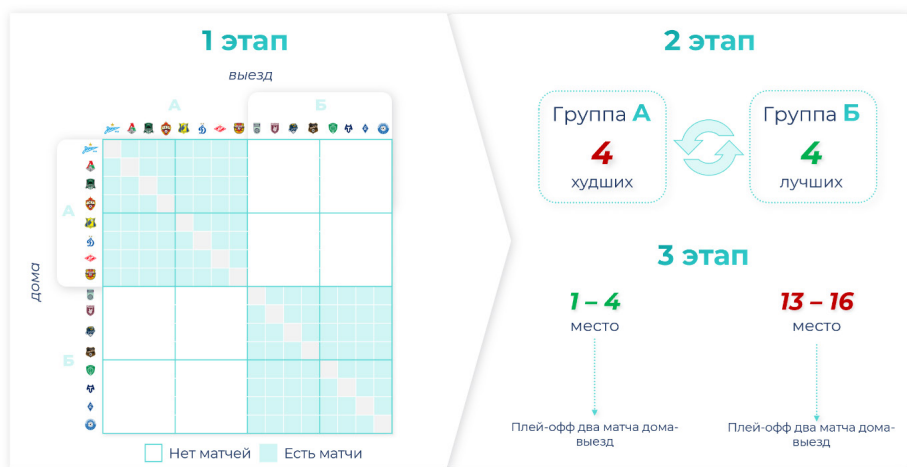 1 этап
выезд
А
Б
А
Б
дома
Нет матчей
Есть матчи
2 этап
Группа А
4
худших
Группа Б
4
лучших
3 этап
1 – 4
место
13 – 16
место
Плей-офф два матча дома-
выезд
Плей-офф два матча дома-
выезд